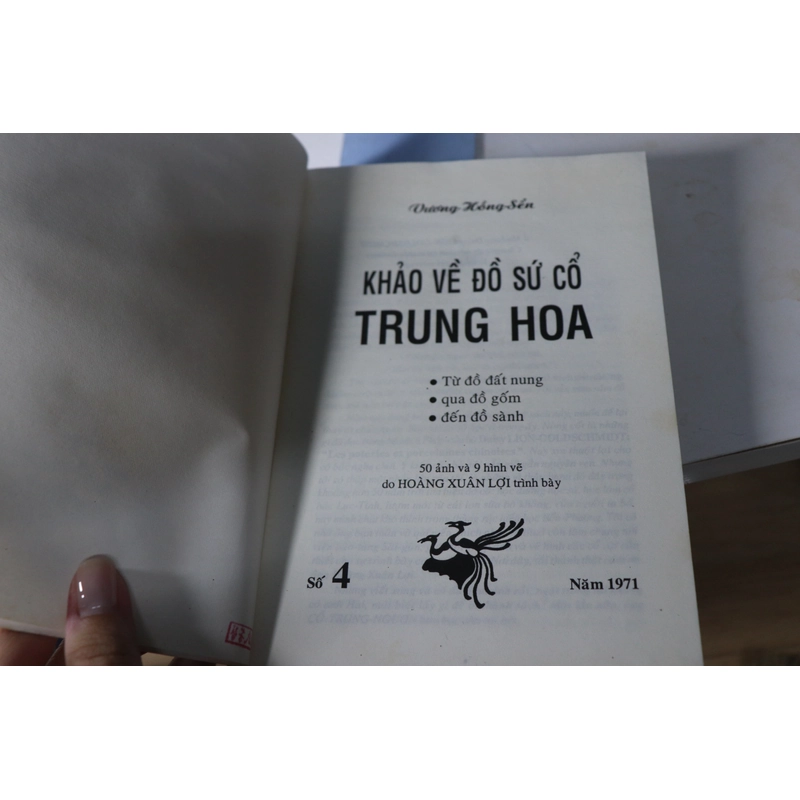 Vương-Hồng-Sển
KHẢO VỀ ĐỒ SỨ CỔ
TRUNG HOA
• Từ đồ đất nung
• qua đồ gốm
• đến đồ sành
50 ảnh và 9 hình vẽ
do HOÀNG XUÂN LỢI trình bày
Số 4
Năm 1971